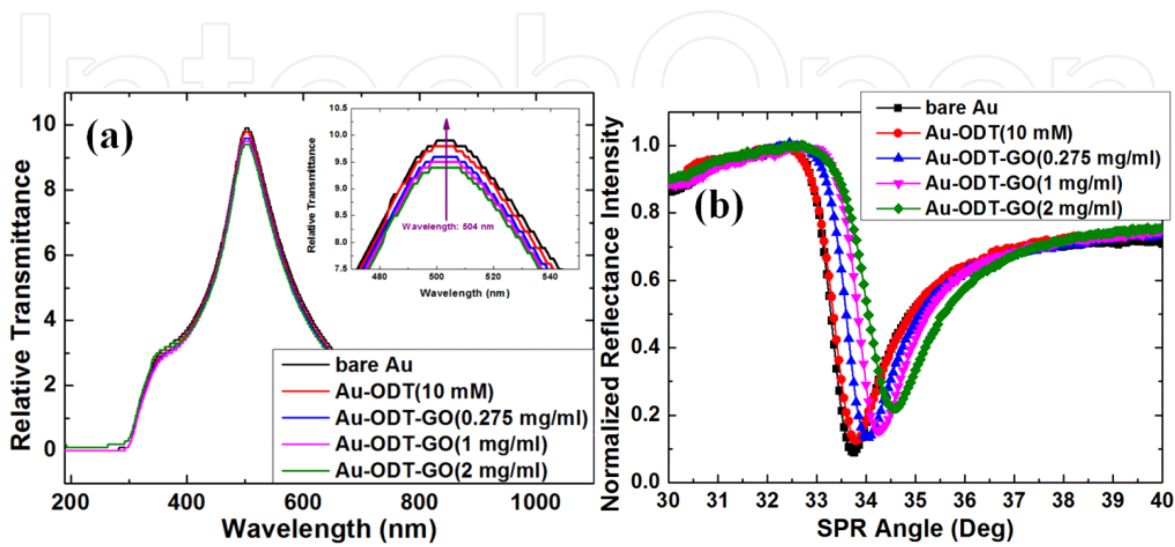 IntechOpen
(a)
Relative Transmittance
10
8
6
4
2
0
200
400
600
800
1000
Wavelength (nm)
bare Au
Au-ODT(10 mM)
Au-ODT-GO(0.275 mg/ml)
Au-ODT-GO(1 mg/ml)
Au-ODT-GO(2 mg/ml)
Relative Transmittance
10.5
10.0
9.5
9.0
8.5
8.0
7.5
Wavelength: 504 nm
480
500
520
540
Wavelength (nm)
(b)
Normalized Reflectance Intensity
1.0
0.8
0.6
0.4
0.2
0.0
30
31
32
33
34
35
36
37
38
39
40
SPR Angle (Deg)
bare Au
Au-ODT(10 mM)
Au-ODT-GO(0.275 mg/ml)
Au-ODT-GO(1 mg/ml)
Au-ODT-GO(2 mg/ml)